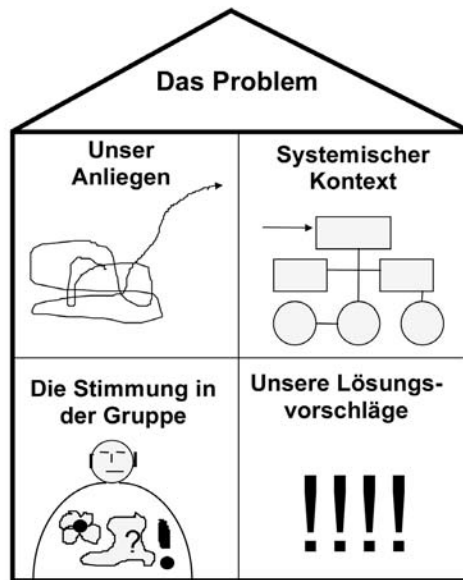 Das Problem
Unser
Anliegen
Systemischer
Kontext
Die Stimmung in
der Gruppe
?
!
Unsere Lösungs-
vorschläge
!!!!